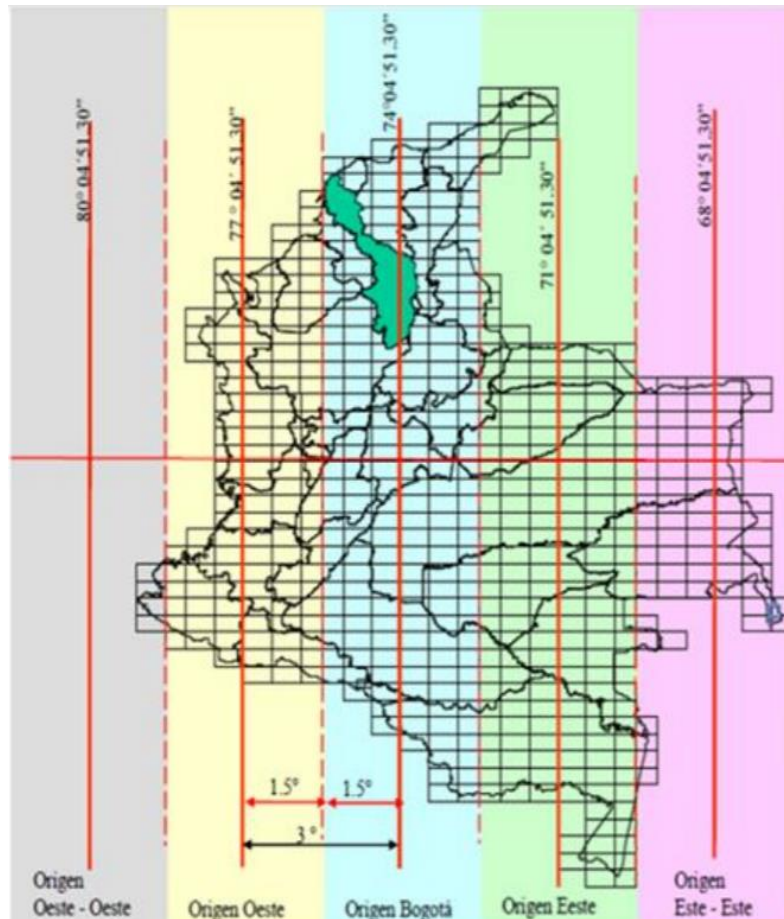 80° 04´51.30"
77° 04´ 51.30"
74°04´51.30"
71° 04´ 51.30"
68° 04´51.30"
1.5°
1.5°
3 °
Origen
Oeste - Oeste
Origen Oeste
Origen Bogotá
Origen Eeste
Origen
Este - Este